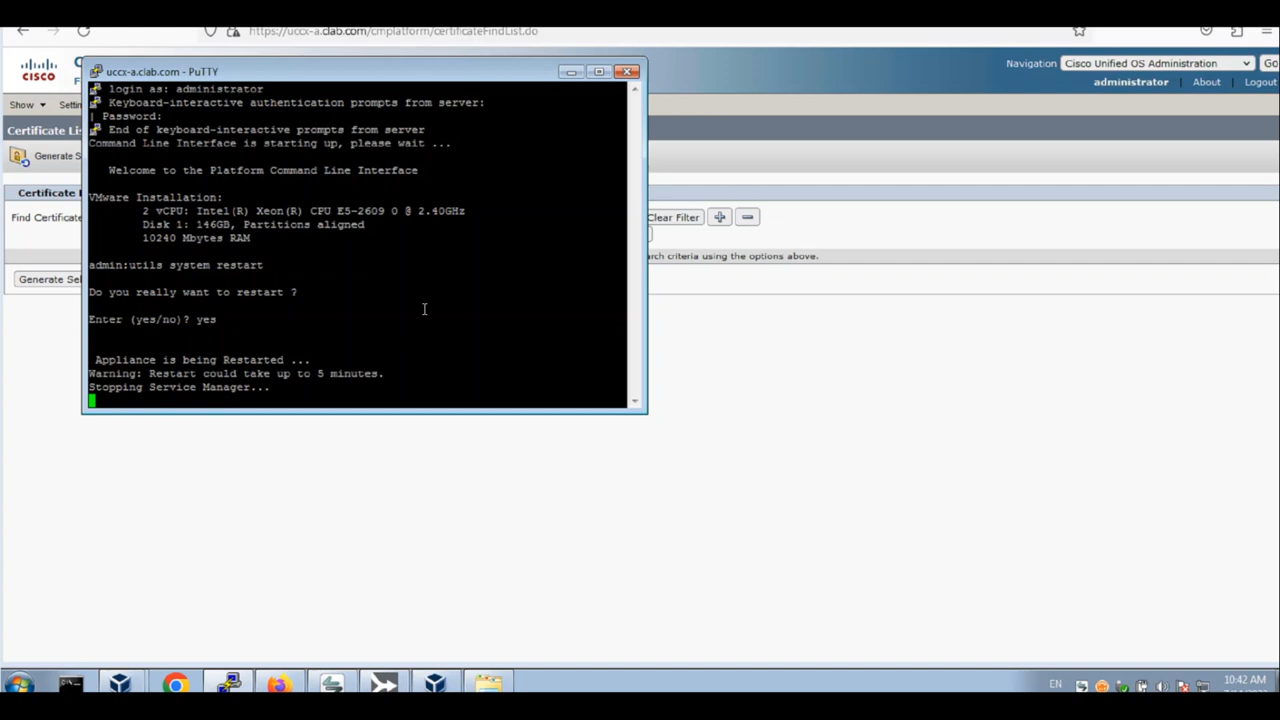 https://uccx-a.clab.com/cmplatform/certificateFindList.do
CISCO
Navigation Cisco Unified OS Administration Go
administrator About Logout
Show
Certificate
Generate
Certificate
Find Certificate
Clear Filter
search criteria using the options above.
Generate
uccx-a.clab.com - PuTTY
login as: administrator
Keyboard-interactive authentication prompts from server:
| Password:
End of keyboard-interactive prompts from server
Command Line Interface is starting up, please wait ...
Welcome to the Platform Command Line Interface
VMware Installation:
2 vCPU: Intel(R) Xeon(R) CPU E5-2609 0 @ 2.40GHz
Disk 1: 146GB, Partitions aligned
10240 Mbytes RAM
admin:utils system restart
Do you really want to restart ?
Enter (yes/no)? yes
Appliance is being Restarted ...
Warning: Restart could take up to 5 minutes.
Stopping Service Manager...
EN
10:42 AM